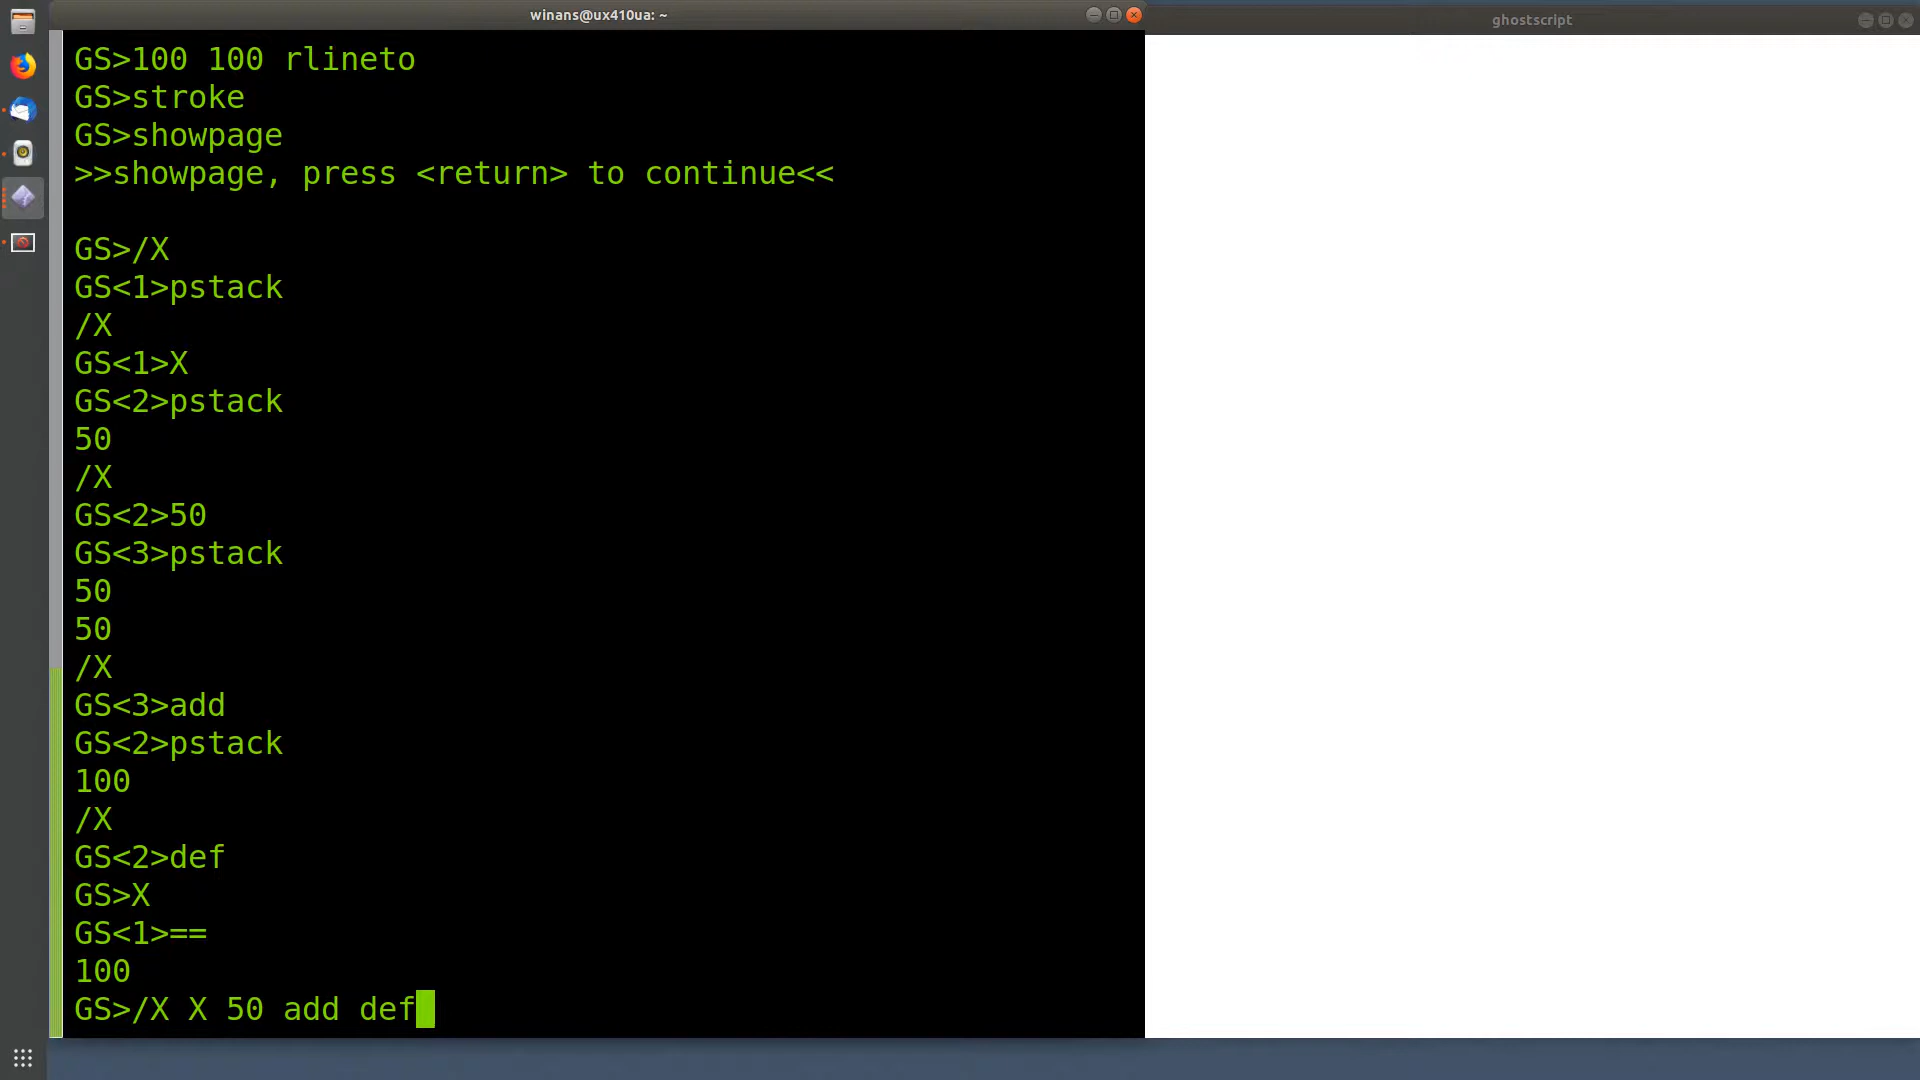 winans@ux410ua: ~
ghostscript
GS>100 100 rlineto
GS>stroke
GS>showpage
>>showpage, press <return> to continue<<
GS>/X
GS<1>pstack
/X
GS<1>X
GS<2>pstack
50
/X
GS<2>50
GS<3>pstack
50
50
/X
GS<3>add
GS<2>pstack
100
/X
GS<2>def
GS>X
GS<1>==
100
GS>/X X 50 add def